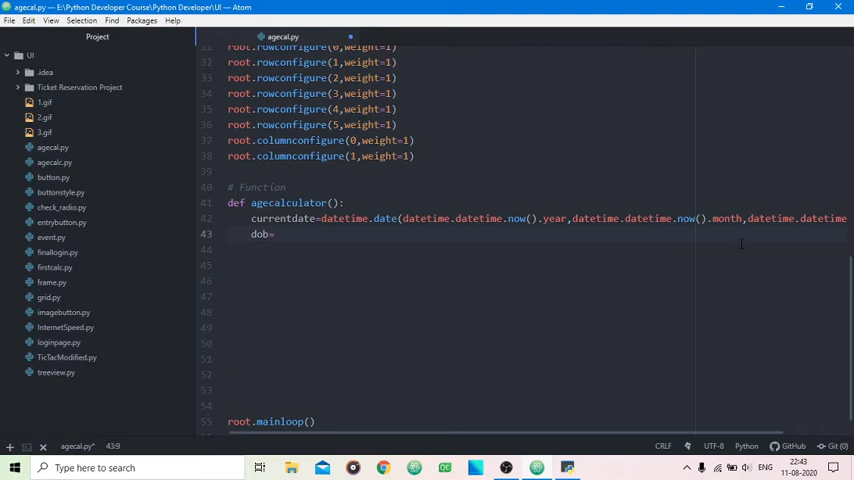 agecal.py — E:\Python Developer Course\Python Developer\UI — Atom
File Edit View Selection Find Packages Help
Project
agecal.py
UI
.idea
Ticket Reservation Project
1.gif
2.gif
3.gif
agecal.py
agecalc.py
button.py
buttonstyle.py
check_radio.py
entrybutton.py
event.py
finallogin.py
firstcalc.py
frame.py
grid.py
imagebutton.py
InternetSpeed.py
loginpage.py
TicTacModified.py
treeview.py
31 root.rowconfigure(0,weight=1)
32 root.rowconfigure(1,weight=1)
33 root.rowconfigure(2,weight=1)
34 root.rowconfigure(3,weight=1)
35 root.rowconfigure(4,weight=1)
36 root.rowconfigure(5,weight=1)
37 root.columnconfigure(0,weight=1)
38 root.columnconfigure(1,weight=1)
39
40 # Function
41 def agecalculator():
42 currentdate=datetime.date(datetime.datetime.now().year,datetime.datetime.now().month,datetime.datetime
43 dob=
44
45
46
47
48
49
50
51
52
53
54
55 root.mainloop()
agecal.py* 43:9 CRLF UTF-8 Python GitHub Git (0)
Type here to search
ENG
22:43
11-08-2020